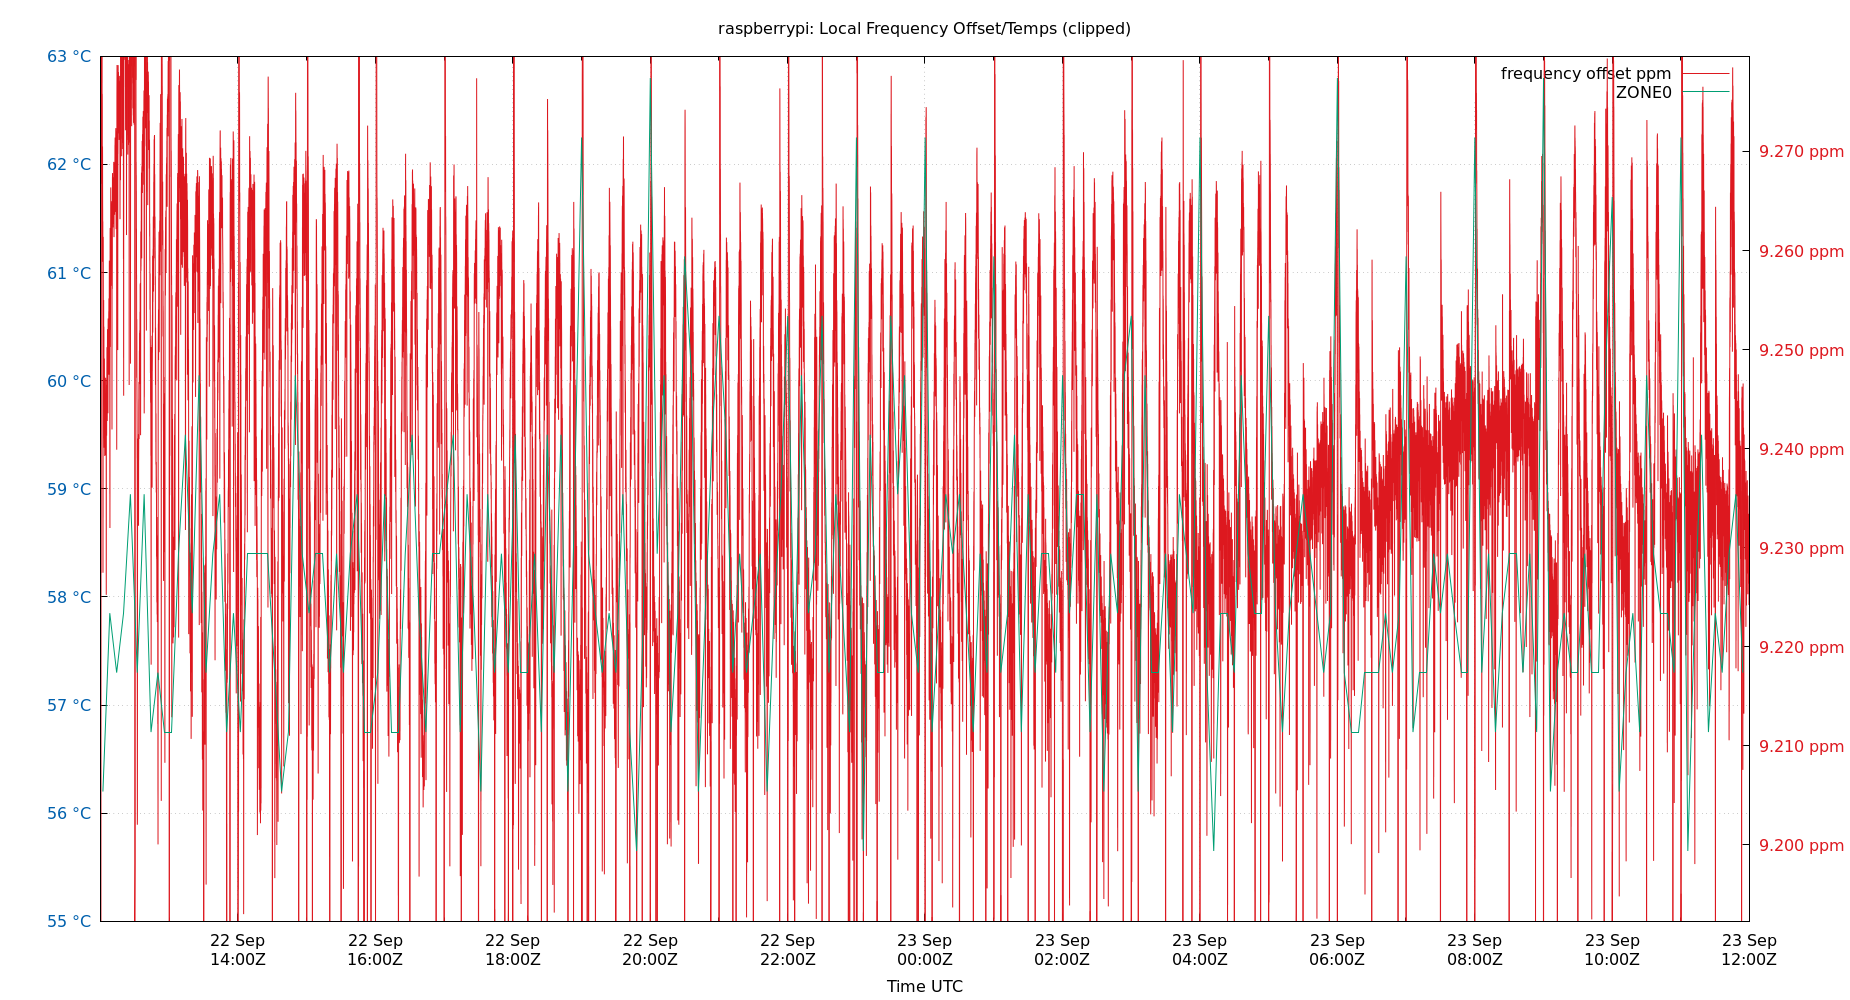 raspberrypi: Local Frequency Offset/Temps (clipped)
63 °C
62 °C
61 °C
60 °C
59 °C
58 °C
57 °C
56 °C
55 °C
frequency offset ppm
ZONE0
9.270 ppm
9.260 ppm
9.250 ppm
9.240 ppm
9.230 ppm
9.220 ppm
9.210 ppm
9.200 ppm
22 Sep
14:00Z
22 Sep
16:00Z
22 Sep
18:00Z
22 Sep
20:00Z
22 Sep
22:00Z
23 Sep
00:00Z
23 Sep
02:00Z
23 Sep
04:00Z
23 Sep
06:00Z
23 Sep
08:00Z
23 Sep
10:00Z
23 Sep
12:00Z
Time UTC